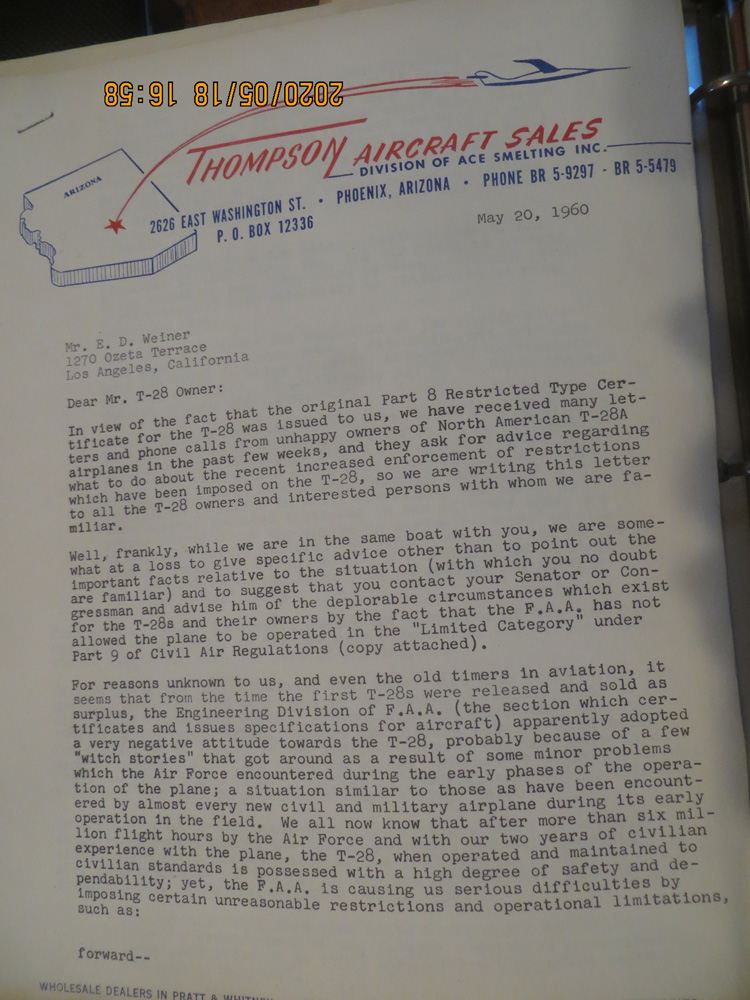 2020/05/18 16:58
THOMPSON AIRCRAFT SALES
DIVISION OF ACE SMELTING INC.
ARIZONA
2626 EAST WASHINGTON ST. • PHOENIX, ARIZONA • PHONE BR 5-9297 - BR 5-5479
P. O. BOX 12336
May 20, 1960
Mr. E. D. Weiner
1270 Ozeta Terrace
Los Angeles, California
Dear Mr. T-28 Owner:
In view of the fact that the original Part 8 Restricted Type Cer-
tificate for the T-28 was issued to us, we have received many let-
ters and phone calls from unhappy owners of North American T-28A
airplanes in the past few weeks, and they ask for advice regarding
what to do about the recent increased enforcement of restrictions
which have been imposed on the T-28, so we are writing this letter
to all the T-28 owners and interested persons with whom we are fa-
miliar.
Well, frankly, while we are in the same boat with you, we are some-
what at a loss to give specific advice other than to point out the
important facts relative to the situation (with which you no doubt
are familiar) and to suggest that you contact your Senator or Con-
gressman and advise him of the deplorable circumstances which exist
for the T-28s and their owners by the fact that the F.A.A. has not
allowed the plane to be operated in the "Limited Category" under
Part 9 of Civil Air Regulations (copy attached).
For reasons unknown to us, and even the old timers in aviation, it
seems that from the time the first T-28s were released and sold as
surplus, the Engineering Division of F.A.A. (the section which cer-
tificates and issues specifications for aircraft) apparently adopted
a very negative attitude towards the T-28, probably because of a few
"witch stories" that got around as a result of some minor problems
which the Air Force encountered during the early phases of the opera-
tion of the plane; a situation similar to those as have been encount-
ered by almost every new civil and military airplane during its early
operation in the field. We all now know that after more than six mil-
lion flight hours by the Air Force and with our two years of civilian
experience with the plane, the T-28, when operated and maintained to
civilian standards is possessed with a high degree of safety and de-
pendability; yet, the F.A.A. is causing us serious difficulties by
imposing certain unreasonable restrictions and operational limitations,
such as:
forward--
WHOLESALE DEALERS IN PRATT & WHITNEY